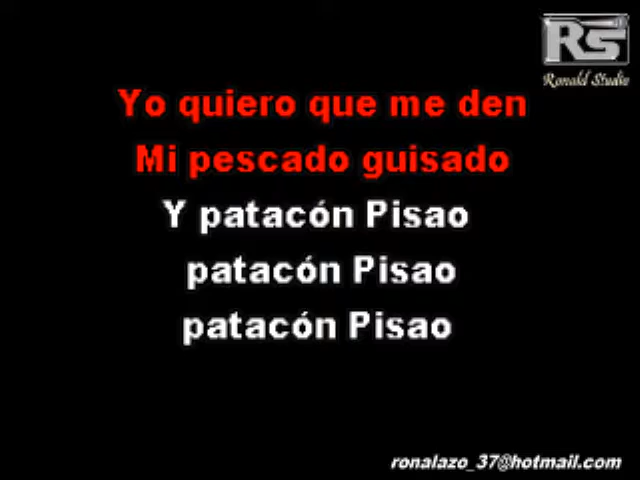 RS
Ronald Studio
Yo quiero que me den
Mi pescado guisado
Y patacón Pisao
patacón Pisao
patacón Pisao
ronalazo_37@hotmail.com